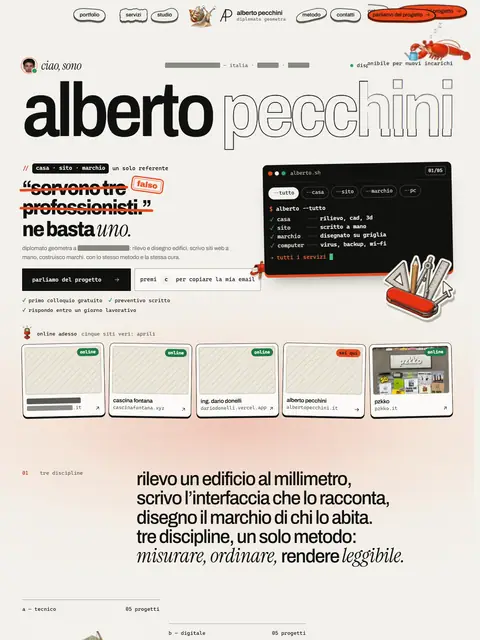 portfolio
servizi
studio
alberto pecchini
diplomato geometra
metodo
contatti
parliamo del progetto →
ciao, sono
– italia ·
disponibile per nuovi incarichi
alberto pecchini
// casa · sito · marchio un solo referente
“servono tre falso
professionisti.”
ne basta uno.
diplomato geometra a
: rilievo e disegno edifici, scrivo siti web a
mano, costruisco marchi. con lo stesso metodo e la stessa cura.
parliamo del progetto →
premi c per copiare la mia email
✓ primo colloquio gratuito ✓ preventivo scritto
✓ rispondo entro un giorno lavorativo
alberto.sh
01/05
--tutto
--casa
--sito
--marchio
--pc
$ alberto --tutto
✓ casa rilievo, cad, 3d
✓ sito scritto a mano
✓ marchio disegnato su griglia
✓ computer virus, backup, wi-fi
→ tutti i servizi
online adesso cinque siti veri: aprili
online
.it ↗
online
cascina fontana
cascinafontana.xyz ↗
online
ing. dario donelli
dariodonelli.vercel.app ↗
sei qui
alberto pecchini
albertopecchini.it ↗
online
pzkko
pzkko.it ↗
01 tre discipline
rilevo un edificio al millimetro,
scrivo l’interfaccia che lo racconta,
disegno il marchio di chi lo abita.
tre discipline, un solo metodo:
misurare, ordinare, rendere leggibile.
a — tecnico 05 progetti
b — digitale 05 progetti